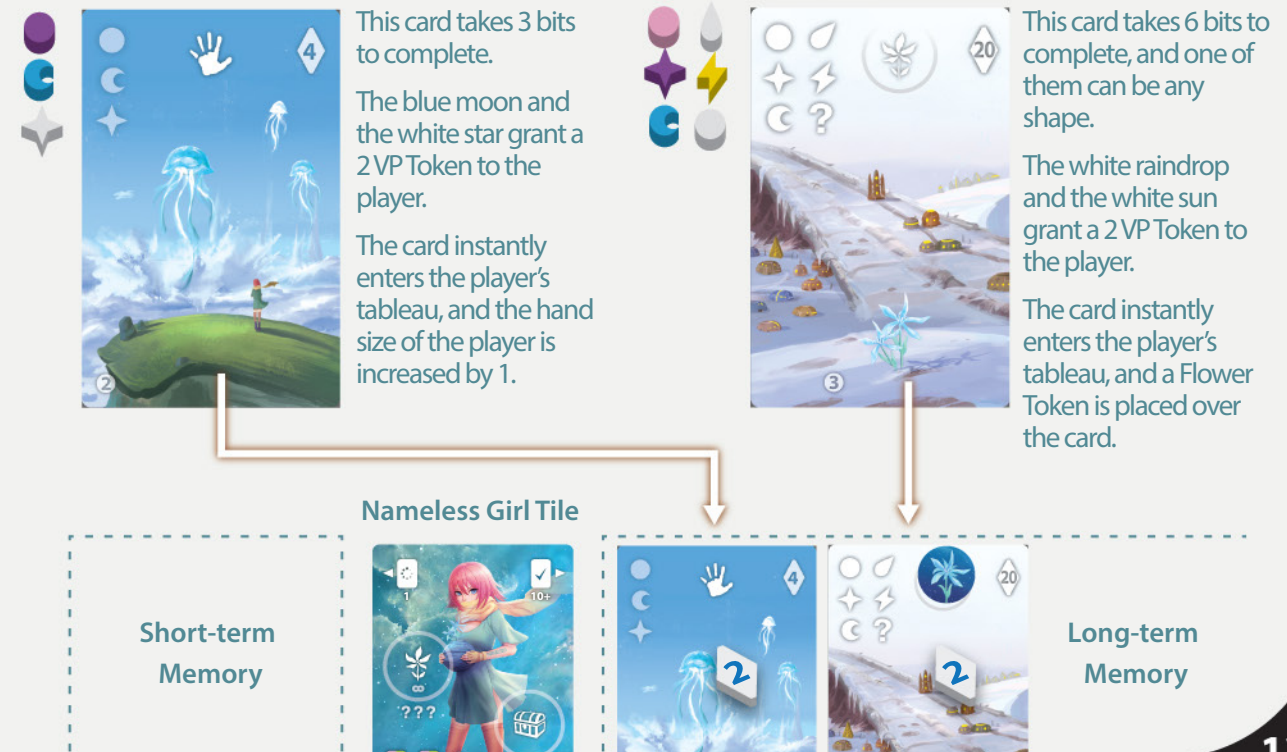 4
This card takes 3 bits
to complete.
The blue moon and
the white star grant a
2 VP Token to the
player.
The card instantly
enters the player's
tableau, and the hand
size of the player is
increased by 1.
2
?
20
This card takes 6 bits to
complete, and one of
them can be any
shape.
The white raindrop
and the white sun
grant a 2 VP Token to
the player.
The card instantly
enters the player's
tableau, and a Flower
Token is placed over
the card.
3
Nameless Girl Tile
Short-term
Memory
1
10+
∞
???
4
2
?
20
2
Long-term
Memory
1